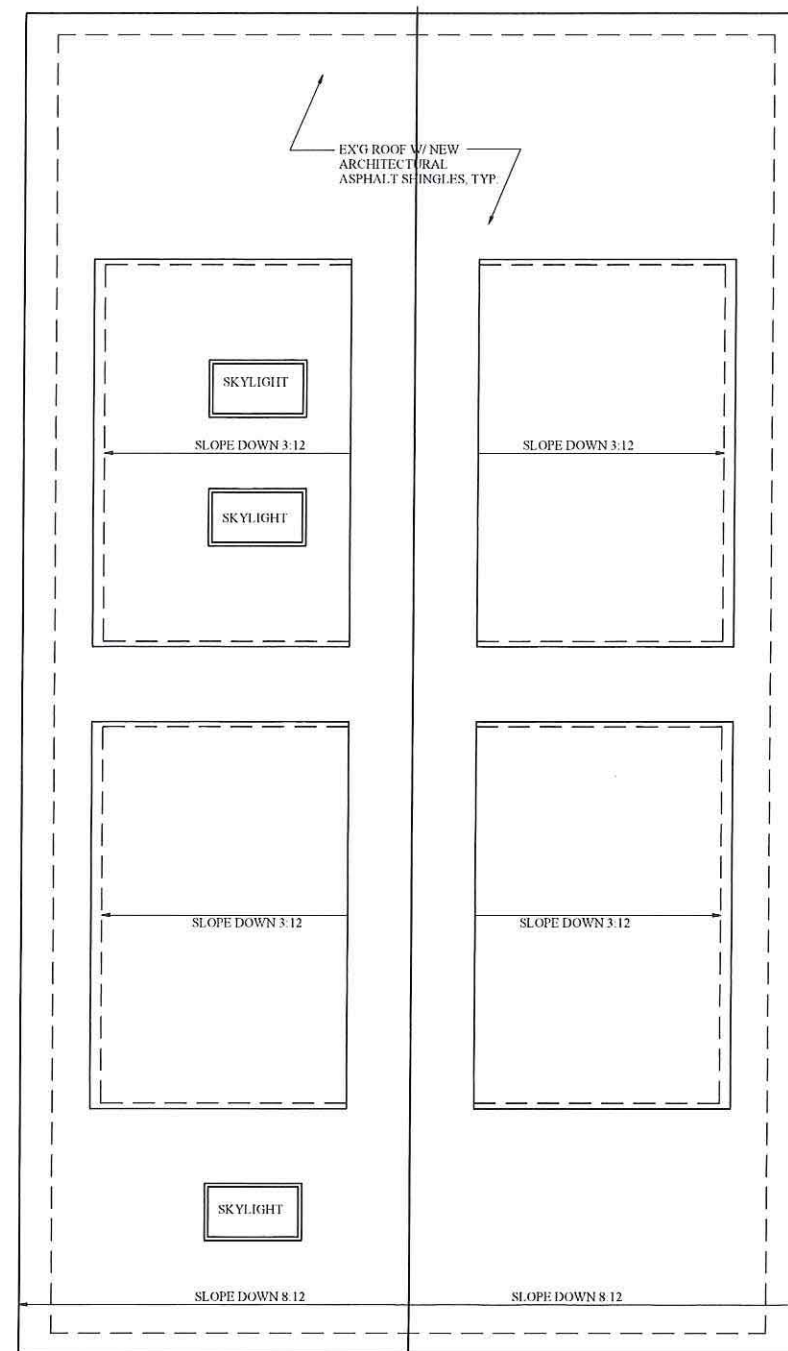 EX'G ROOF W/ NEW
ARCHITECTURAL
ASPHALT SHINGLES, TYP.
SKYLIGHT
SLOPE DOWN 3:12
SLOPE DOWN 3:12
SKYLIGHT
SLOPE DOWN 3:12
SLOPE DOWN 3:12
SKYLIGHT
SLOPE DOWN 8:12
SLOPE DOWN 8:12